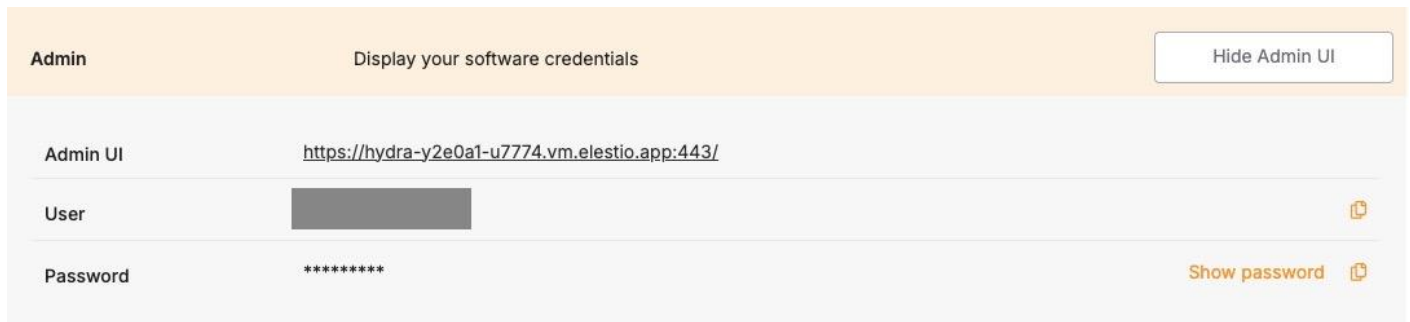 Admin Display your software credentials Hide Admin UI
Admin UI https://hydra-y2e0a1-u7774.vm.elestio.app:443/
User
Password ********* Show password